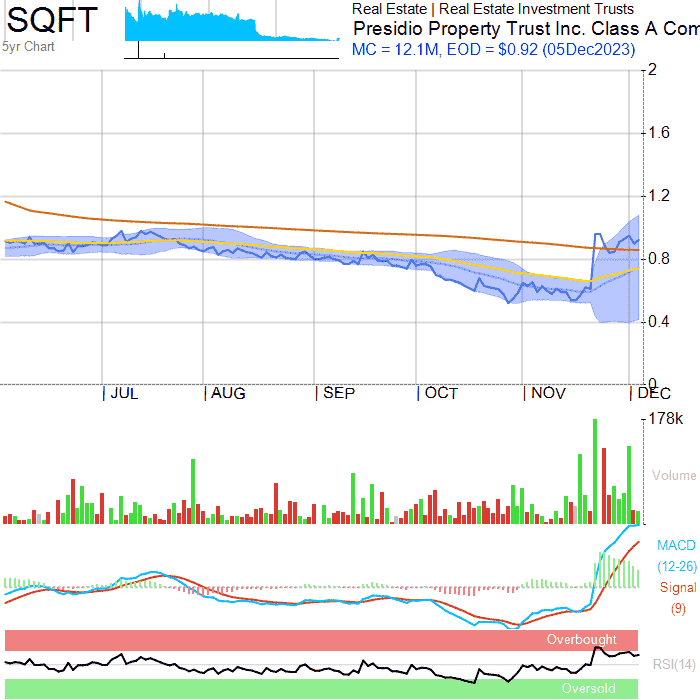 SQFT
5yr Chart
Real Estate | Real Estate Investment Trusts
Presidio Property Trust Inc. Class A Com
MC = 12.1M, EOD = $0.92 (05Dec2023)
2
1.6
1.2
0.8
0.4
0
JUL AUG SEP OCT NOV DEC
178k
Volume
MACD
(12-26)
Signal
(9)
Overbought
RSI(14)
Oversold